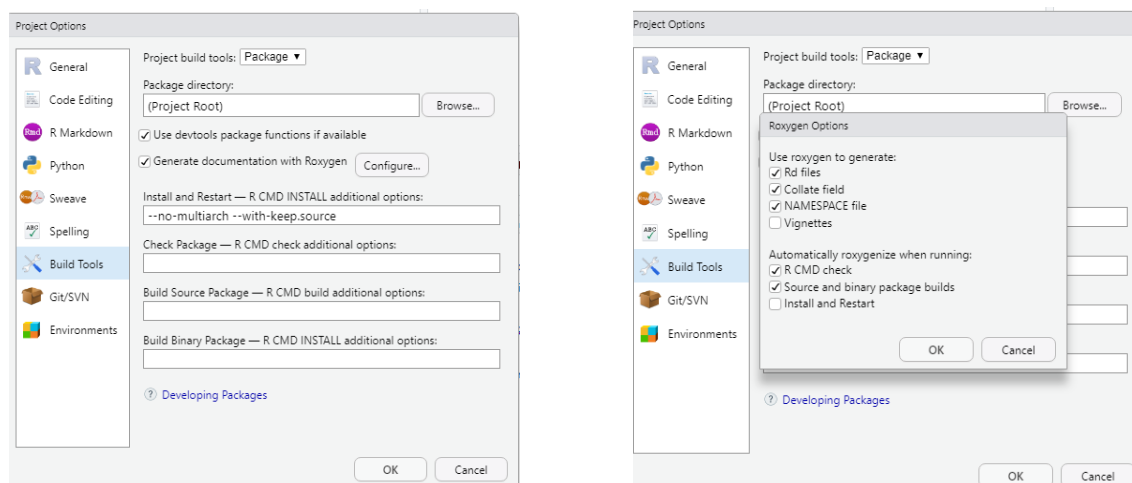 Project Options
R General
Code Editing
Rmd R Markdown
Python
Sweave
ABC Spelling
Build Tools
Git/SVN
Environments
Project build tools: Package ▼
Package directory:
(Project Root) Browse...
Use devtools package functions if available
Generate documentation with Roxygen Configure...
Install and Restart — R CMD INSTALL additional options:
--no-multiarch --with-keep.source
Check Package — R CMD check additional options:
Build Source Package — R CMD build additional options:
Build Binary Package — R CMD INSTALL additional options:
? Developing Packages
OK Cancel
Project Options
R General
Code Editing
Rmd R Markdown
Python
Sweave
ABC Spelling
Build Tools
Git/SVN
Environments
Project build tools: Package ▼
Package directory:
(Project Root) Browse...
Roxygen Options
Use roxygen to generate:
Rd files
Collate field
NAMESPACE file
Vignettes
Automatically roxygenize when running:
R CMD check
Source and binary package builds
Install and Restart
OK Cancel
? Developing Packages
OK Cancel